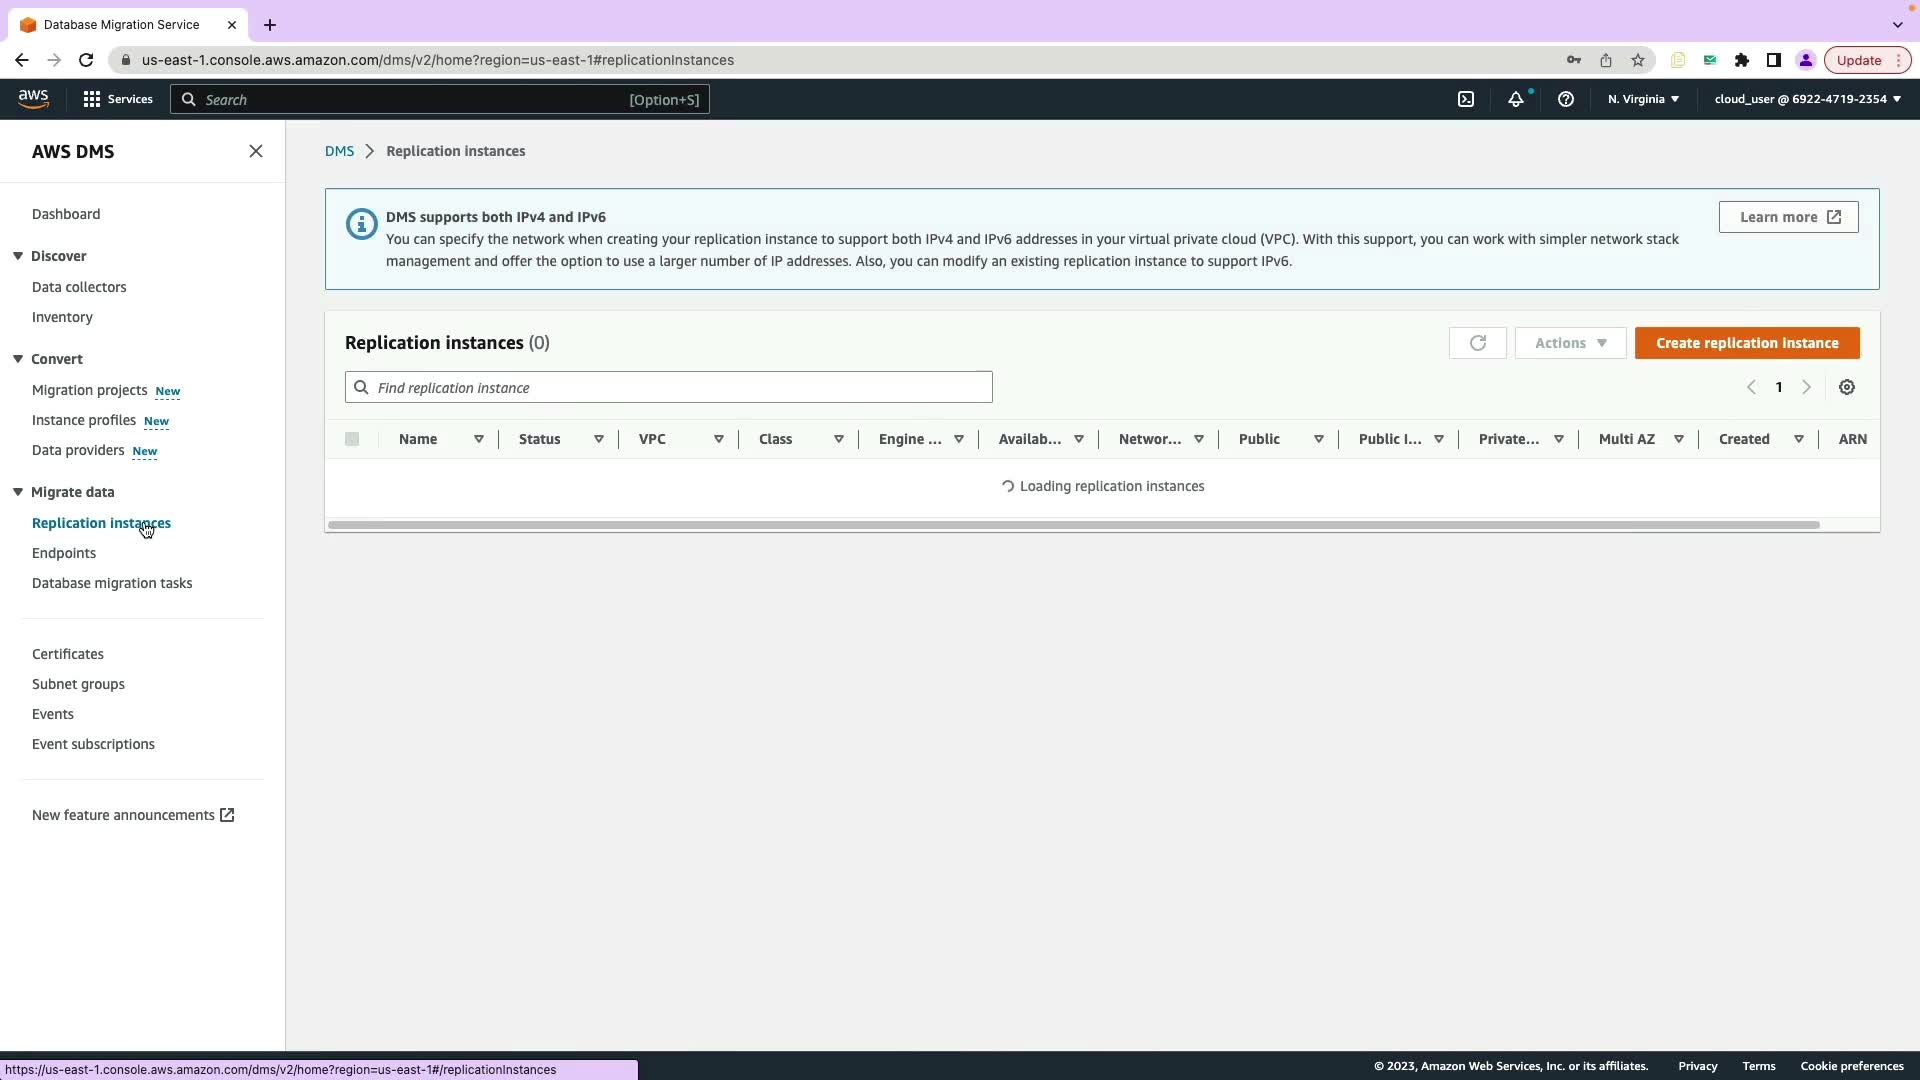 Database Migration Service
us-east-1.console.aws.amazon.com/dms/v2/home?region=us-east-1#replicationInstances
Update
aws
Services
Search
[Option+S]
N. Virginia
cloud_user @ 6922-4719-2354
AWS DMS
Dashboard
Discover
Data collectors
Inventory
Convert
Migration projects New
Instance profiles New
Data providers New
Migrate data
Replication instances
Endpoints
Database migration tasks
Certificates
Subnet groups
Events
Event subscriptions
New feature announcements
DMS
Replication instances
DMS supports both IPv4 and IPv6
Learn more
You can specify the network when creating your replication instance to support both IPv4 and IPv6 addresses in your virtual private cloud (VPC). With this support, you can work with simpler network stack
management and offer the option to use a larger number of IP addresses. Also, you can modify an existing replication instance to support IPv6.
Replication instances (0)
Actions
Create replication instance
Find replication instance
1
Name Status VPC Class Engine ... Availab... Networ... Public Public I... Private... Multi AZ Created ARN
Loading replication instances
https://us-east-1.console.aws.amazon.com/dms/v2/home?region=us-east-1#/replicationInstances
© 2023, Amazon Web Services, Inc. or its affiliates. Privacy Terms Cookie preferences